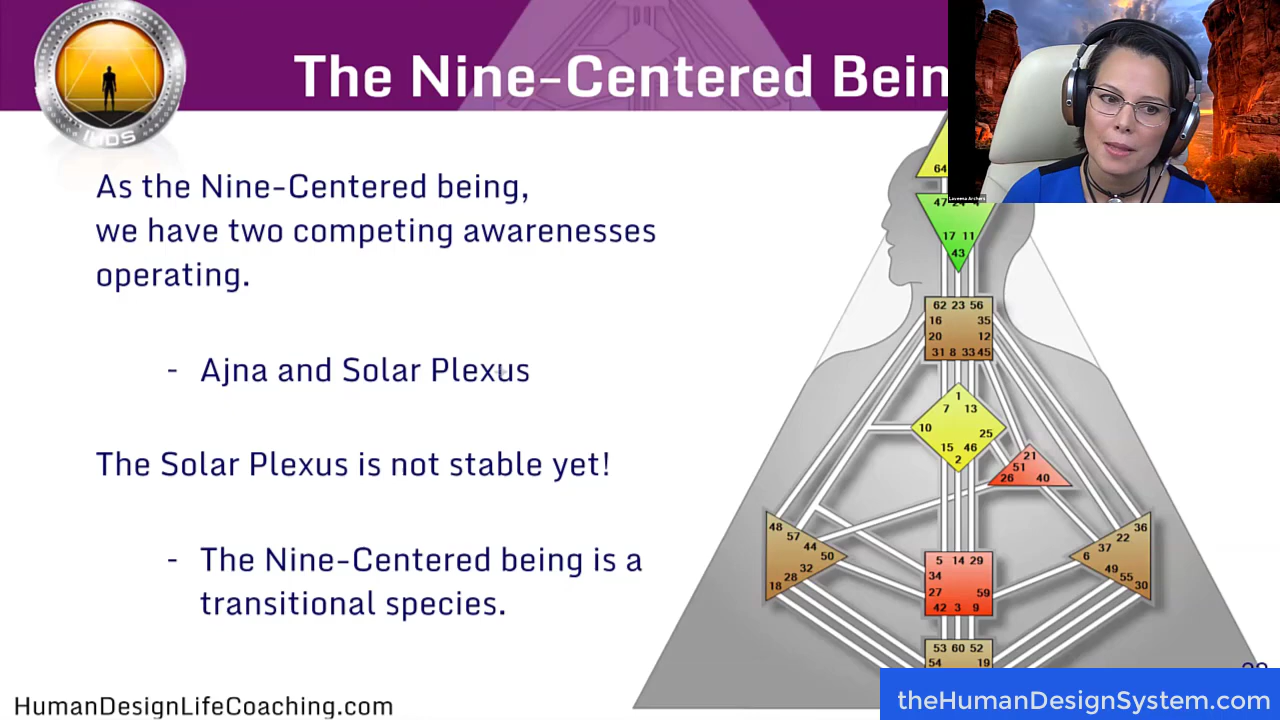 The Nine-Centered Bein
IHDS
Laveena Archers
As the Nine-Centered being,
we have two competing awarenesses
operating.
- Ajna and Solar Plexus
The Solar Plexus is not stable yet!
- The Nine-Centered being is a
transitional species.
64
47 24 4
17 11
43
62 23 56
16 35
20 12
31 8 33 45
1
7 13
10 25
15 46
2
21
51
26 40
48
57
44
50
32
28
18
36
22
37
6
49
55
30
5 14 29
34
27 59
42 3 9
53 60 52
54 19
HumanDesignLifeCoaching.com
theHumanDesignSystem.com